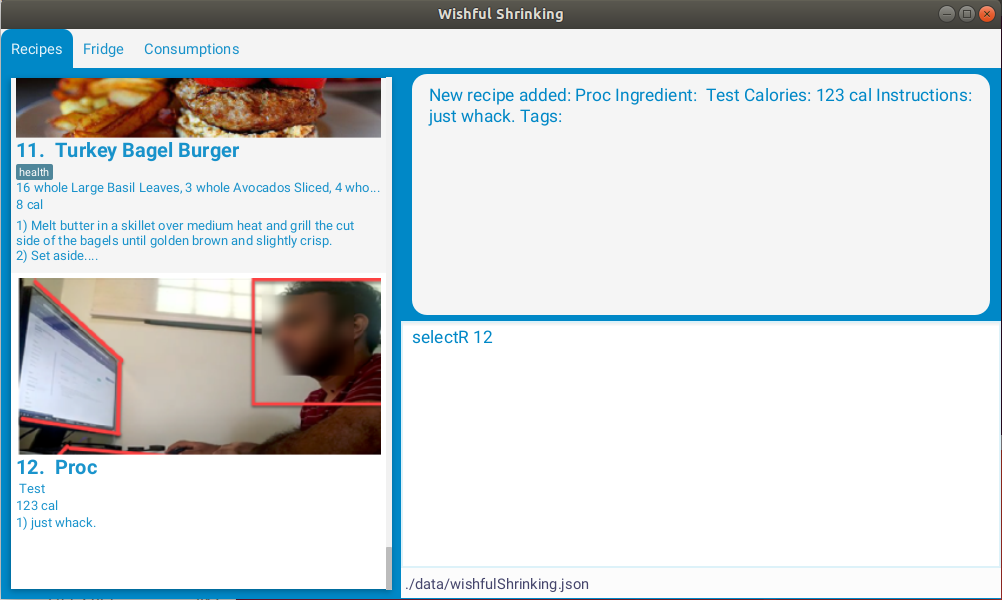 Wishful Shrinking
Recipes Fridge Consumptions
11. Turkey Bagel Burger
health
16 whole Large Basil Leaves, 3 whole Avocados Sliced, 4 who...
8 cal
1) Melt butter in a skillet over medium heat and grill the cut
side of the bagels until golden brown and slightly crisp.
2) Set aside....
12. Proc
Test
123 cal
1) just whack.
New recipe added: Proc Ingredient:  Test Calories: 123 cal Instructions:
just whack. Tags:
selectR 12
./data/wishfulShrinking.json